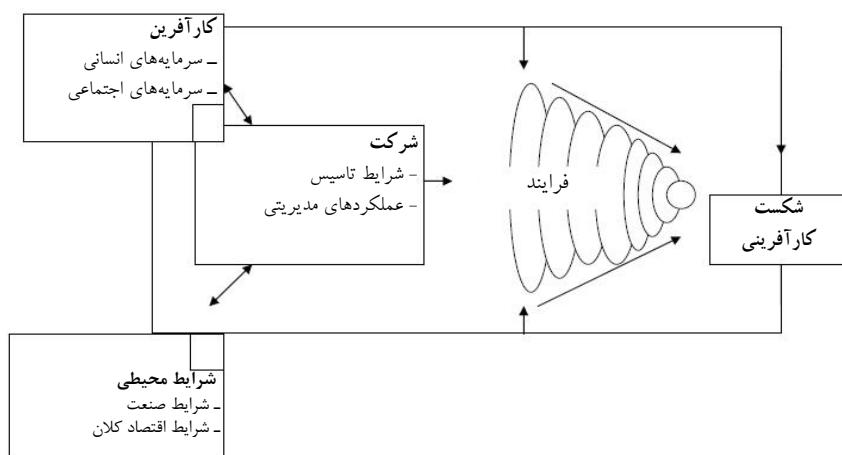 کارآفرین
ـ سرمایه‌های انسانی
ـ سرمایه‌های اجتماعی
شرکت
- شرایط تاسیس
- عملکردهای مدیریتی
فرایند
شکست
کارآفرینی
شرایط محیطی
ـ شرایط صنعت
ـ شرایط اقتصاد کلان